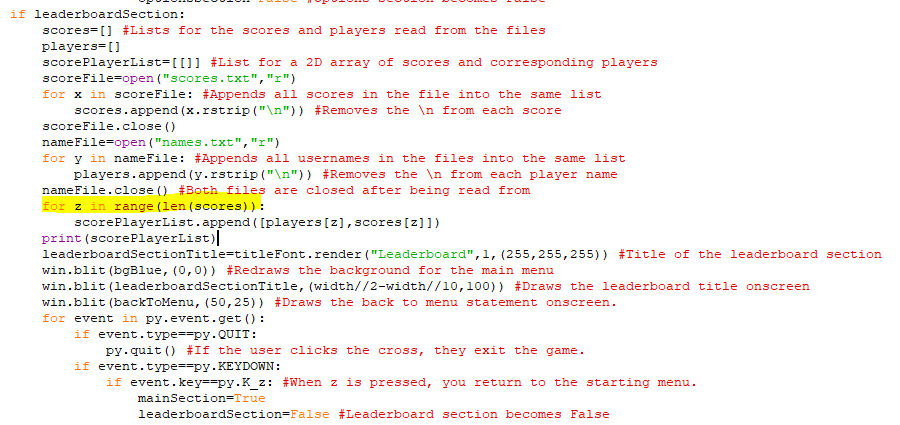 if leaderboardSection:
scores=[] #Lists for the scores and players read from the files
players=[]
scorePlayerList=[[]] #List for a 2D array of scores and corresponding players
scoreFile=open("scores.txt","r")
for x in scoreFile: #Appends all scores in the file into the same list
scores.append(x.rstrip("\n")) #Removes the \n from each score
scoreFile.close()
nameFile=open("names.txt","r")
for y in nameFile: #Appends all usernames in the files into the same list
players.append(y.rstrip("\n")) #Removes the \n from each player name
nameFile.close() #Both files are closed after being read from
for z in range(len(scores)):
scorePlayerList.append([players[z],scores[z]])
print(scorePlayerList)
leaderboardSectionTitle=titleFont.render("Leaderboard",1,(255,255,255)) #Title of the leaderboard section
win.blit(bgBlue,(0,0)) #Redraws the background for the main menu
win.blit(leaderboardSectionTitle,(width//2-width//10,100)) #Draws the leaderboard title onscreen
win.blit(backToMenu,(50,25)) #Draws the back to menu statement onscreen.
for event in py.event.get():
if event.type==py.QUIT:
py.quit() #If the user clicks the cross, they exit the game.
if event.type==py.KEYDOWN:
if event.key==py.K_z: #When z is pressed, you return to the starting menu.
mainSection=True
leaderboardSection=False #Leaderboard section becomes False